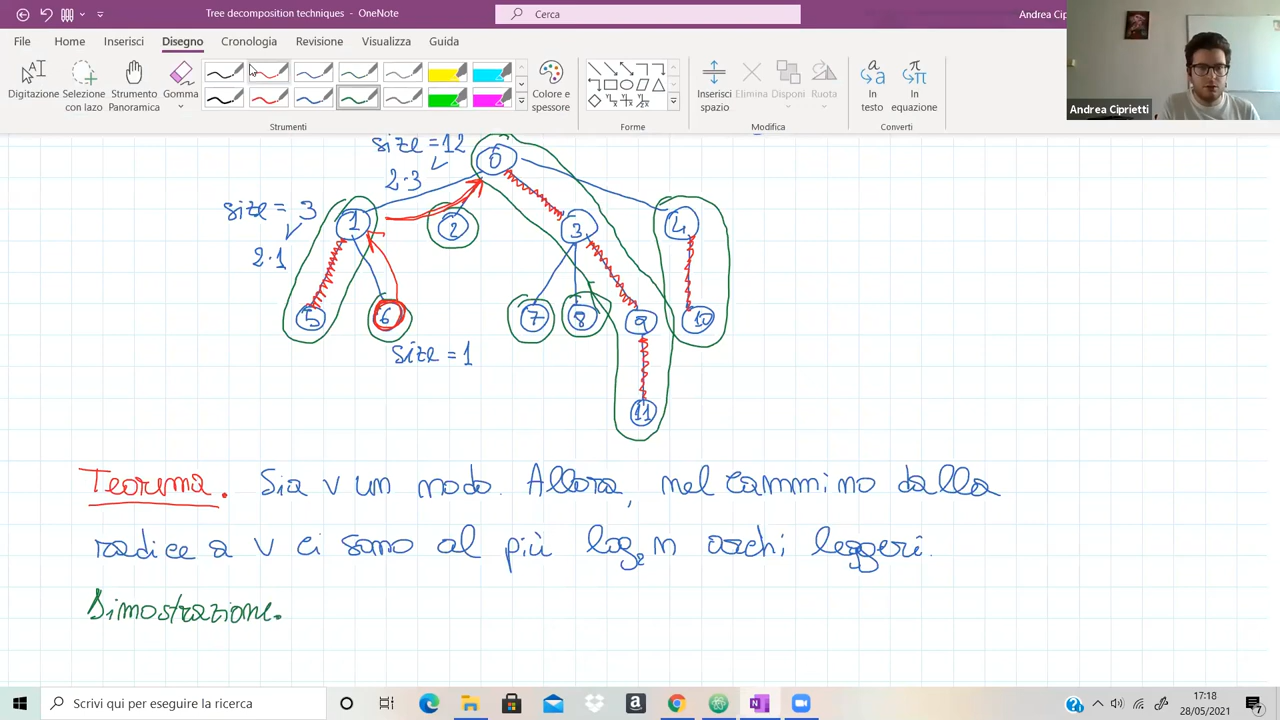 Tree decomposition techniques - OneNote
Cerca
Andrea Cip
File Home Inserisci Disegno Cronologia Revisione Visualizza Guida
Digitazione
Selezione con lazo
Strumento Panoramica
Gomma
Colore e spessore
Inserisci spazio
Elimina
Disponi
Ruota
In testo
In equazione
Strumenti
Forme
Modifica
Converti
Andrea Ciprietti
size = 12
0
2·3
size = 3
1
2
3
4
2·1
5
6
7
8
9
10
size = 1
11
Teorema. Sia v un nodo. Allora, nel cammino dalla
radice a v ci sono al più log₂n archi leggeri.
Dimostrazione.
Scrivi qui per eseguire la ricerca
17:18
28/05/2021
7